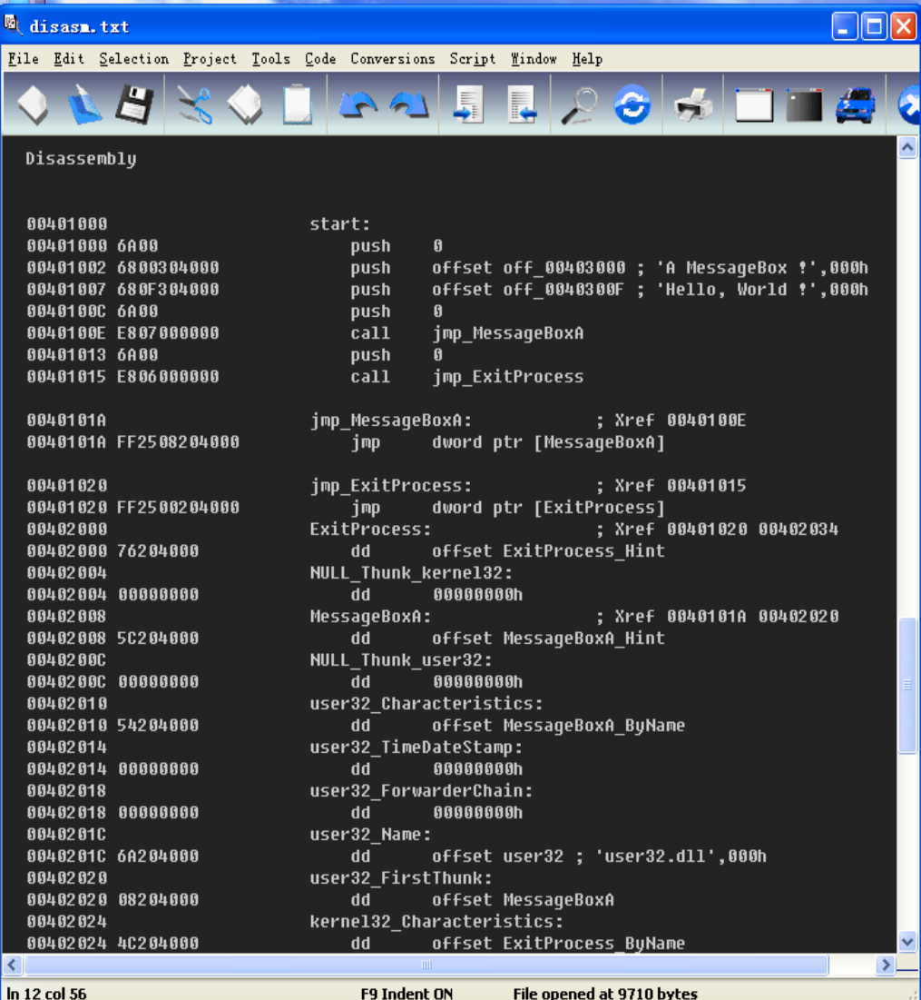 disasm.txt
File Edit Selection Project Tools Code Conversions Script Window Help
Disassembly
00401000 start:
00401000 6A00 push 0
00401002 6800304000 push offset off_00403000 ; 'A MessageBox !',000h
00401007 680F304000 push offset off_0040300F ; 'Hello, World !',000h
0040100C 6A00 push 0
0040100E E807000000 call jmp_MessageBoxA
00401013 6A00 push 0
00401015 E806000000 call jmp_ExitProcess
0040101A jmp_MessageBoxA: ; Xref 0040100E
0040101A FF2508204000 jmp dword ptr [MessageBoxA]
00401020 jmp_ExitProcess: ; Xref 00401015
00401020 FF2500204000 jmp dword ptr [ExitProcess]
00402000 ExitProcess: ; Xref 00401020 00402034
00402000 76204000 dd offset ExitProcess_Hint
00402004 NULL_Thunk_kernel32:
00402004 00000000 dd 00000000h
00402008 MessageBoxA: ; Xref 0040101A 00402020
00402008 5C204000 dd offset MessageBoxA_Hint
0040200C NULL_Thunk_user32:
0040200C 00000000 dd 00000000h
00402010 user32_Characteristics:
00402010 54204000 dd offset MessageBoxA_ByName
00402014 user32_TimeDateStamp:
00402014 00000000 dd 00000000h
00402018 user32_ForwarderChain:
00402018 00000000 dd 00000000h
0040201C user32_Name:
0040201C 6A204000 dd offset user32 ; 'user32.dll',000h
00402020 user32_FirstThunk:
00402020 08204000 dd offset MessageBoxA
00402024 kernel32_Characteristics:
00402024 4C204000 dd offset ExitProcess_ByName
ln 12 col 56 F9 Indent ON File opened at 9710 bytes